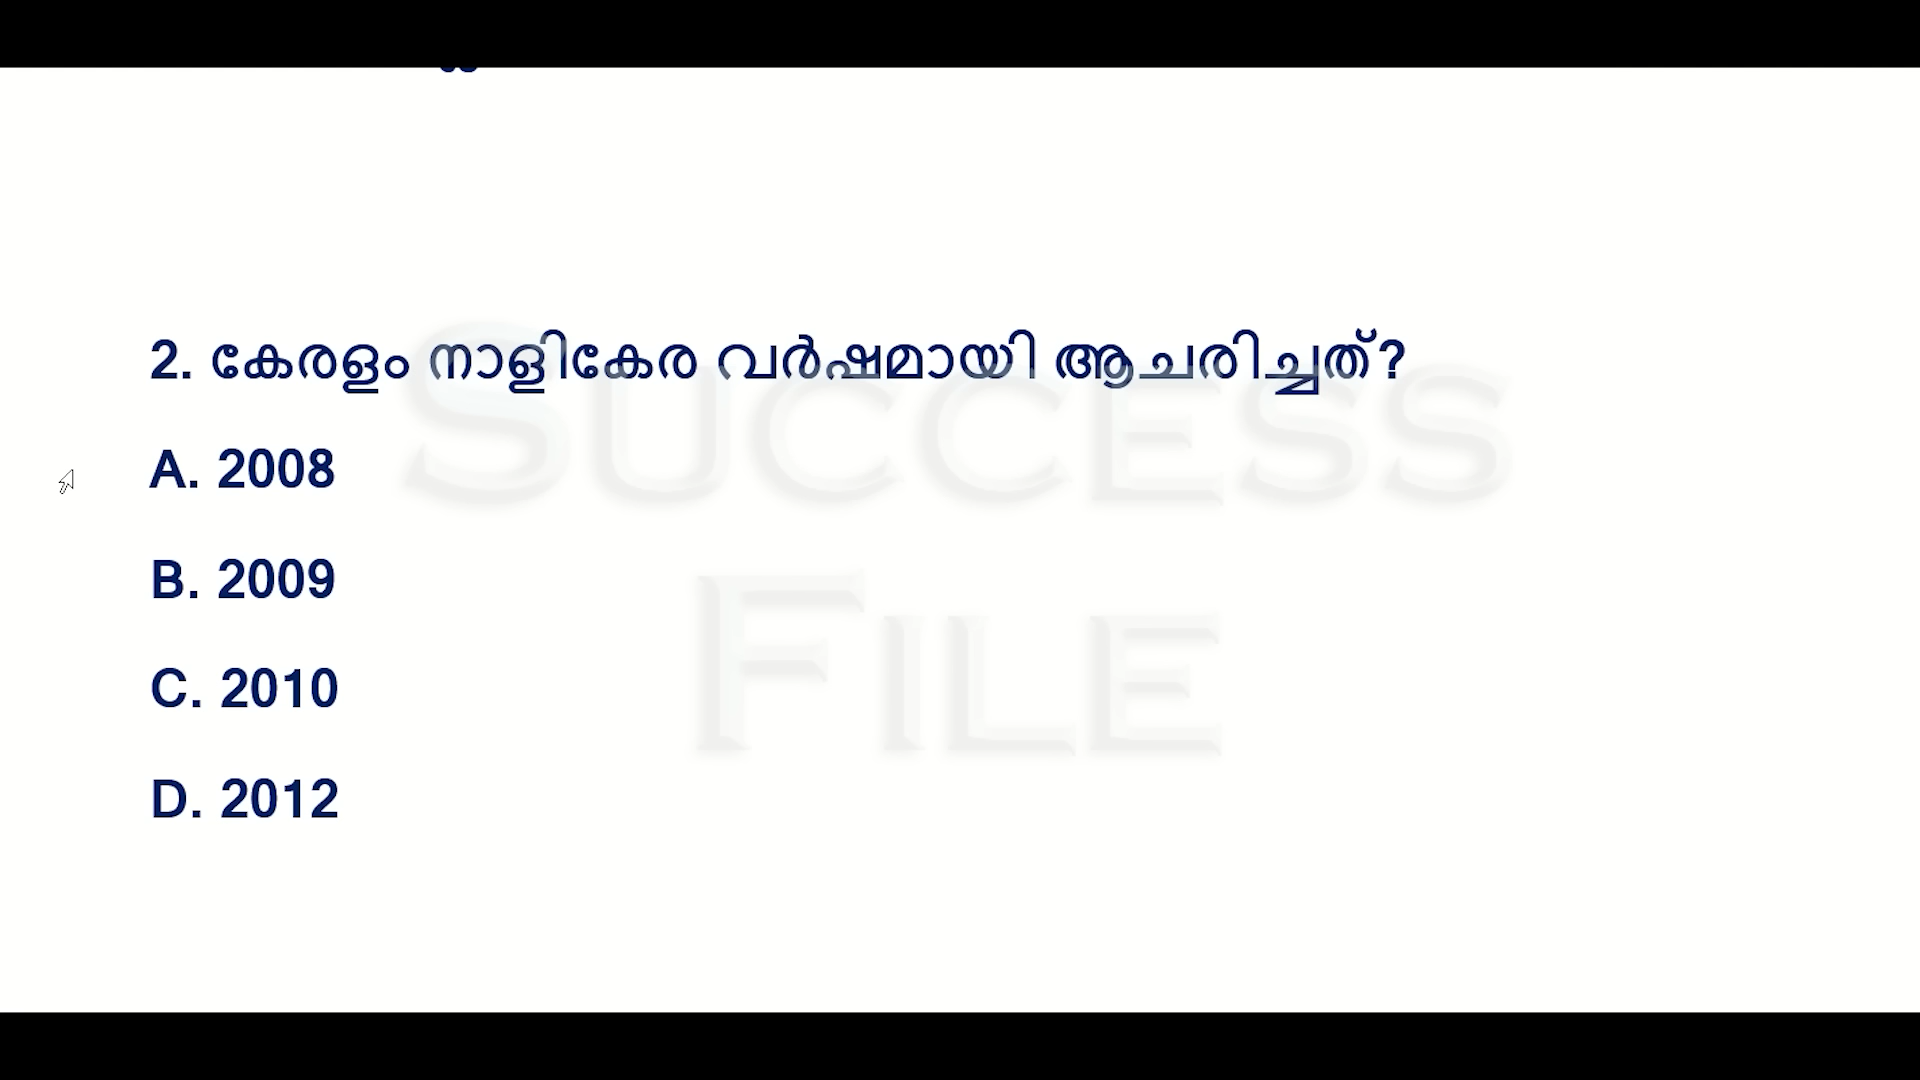 2. കേരളം നാളികേര വർഷമായി ആചരിച്ചത്?
A. 2008
B. 2009
C. 2010
D. 2012
SUCCESS
FILE